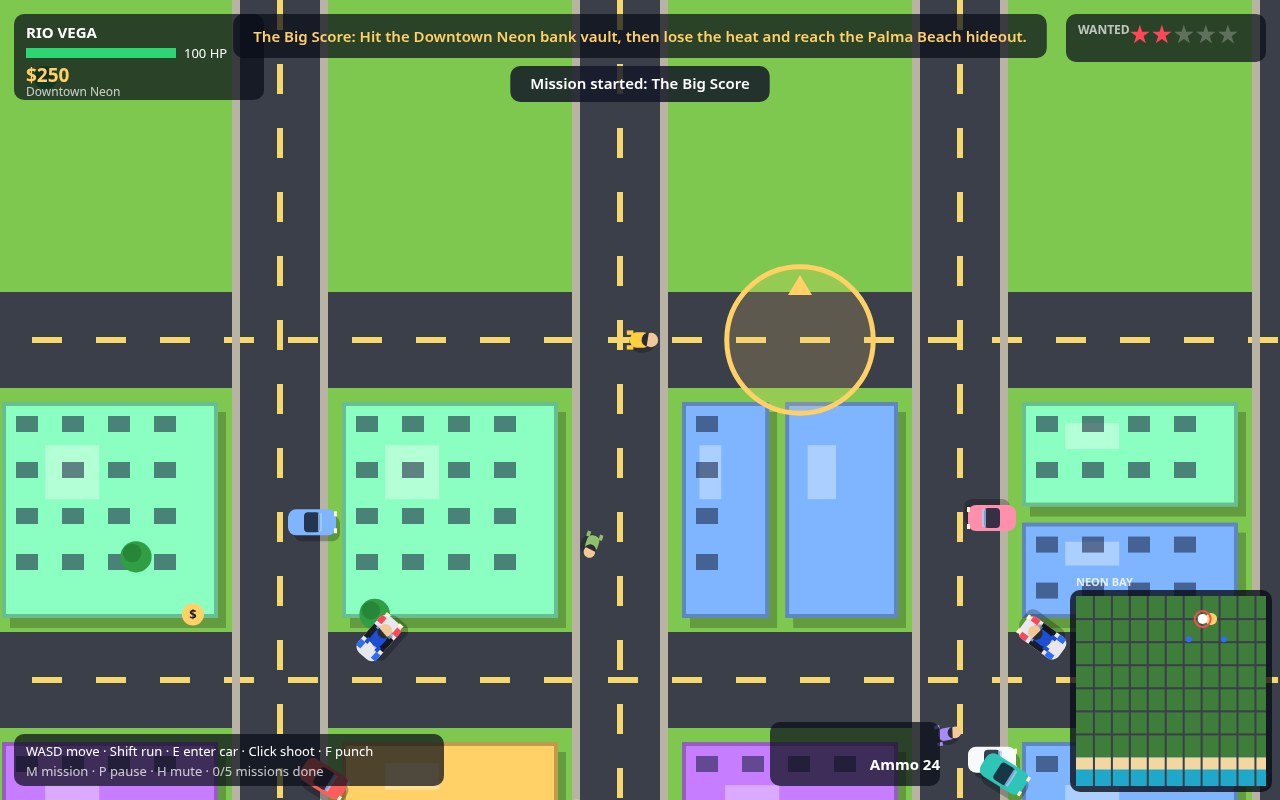 RIO VEGA
100 HP
$250
Downtown Neon
The Big Score: Hit the Downtown Neon bank vault, then lose the heat and reach the Palma Beach hideout.
WANTED
Mission started: The Big Score
$
NEON BAY
WASD move · Shift run · E enter car · Click shoot · F punch
M mission · P pause · H mute · 0/5 missions done
Ammo 24